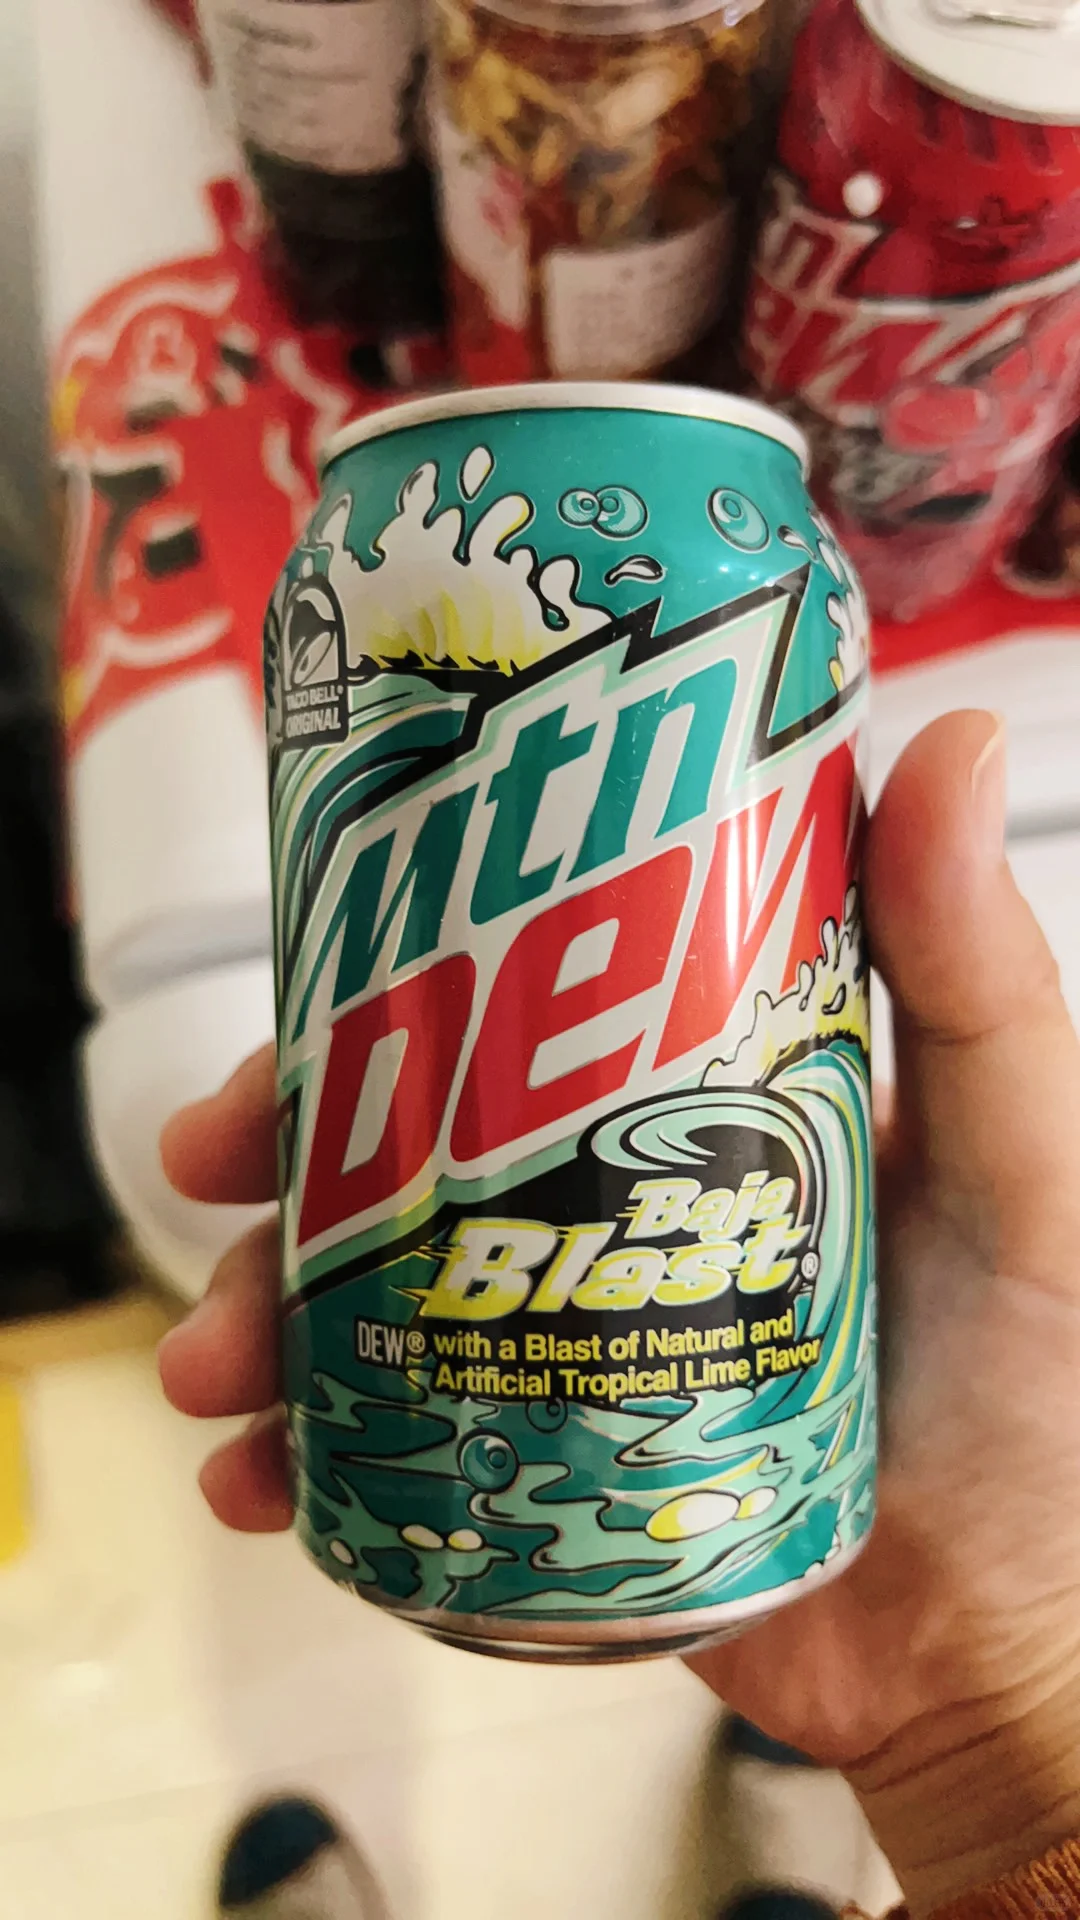 TACO BELL®
ORIGINAL
Mtn
DEW
Baja
Blast®
DEW® with a Blast of Natural and
Artificial Tropical Lime Flavor